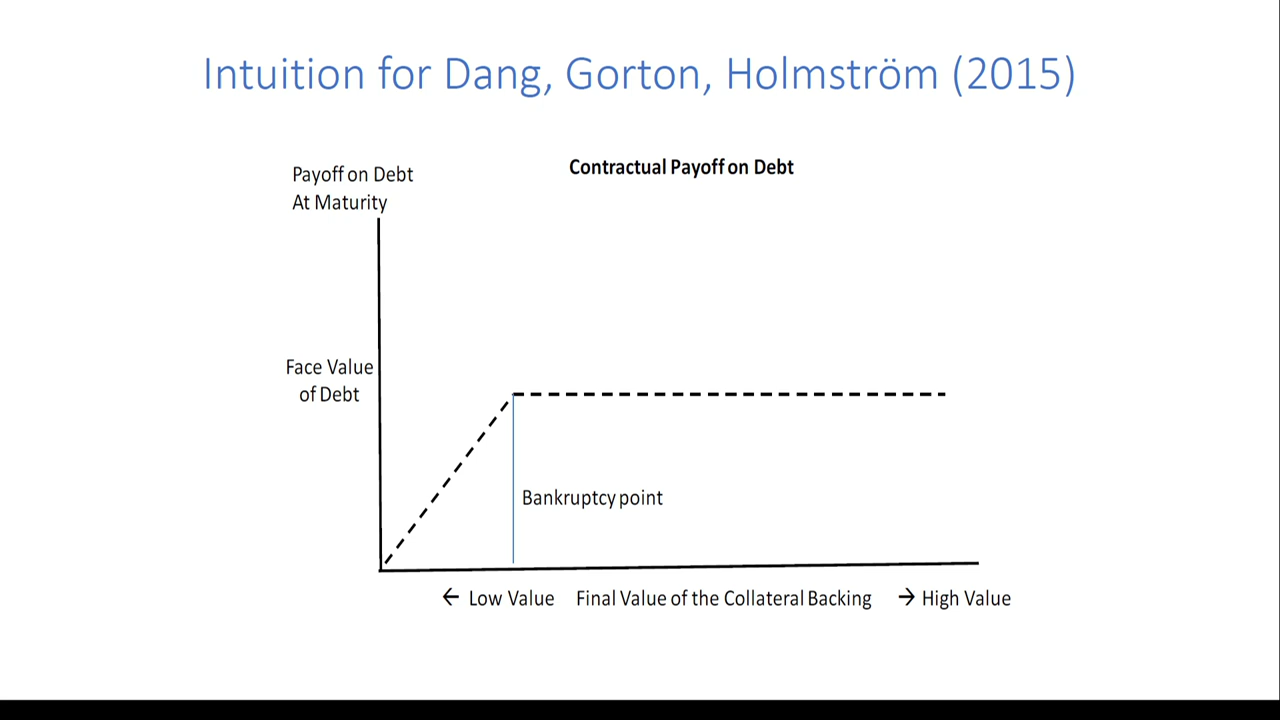 Intuition for Dang, Gorton, Holmström (2015)
Contractual Payoff on Debt
Payoff on Debt
At Maturity
Face Value
of Debt
Bankruptcy point
← Low Value Final Value of the Collateral Backing → High Value